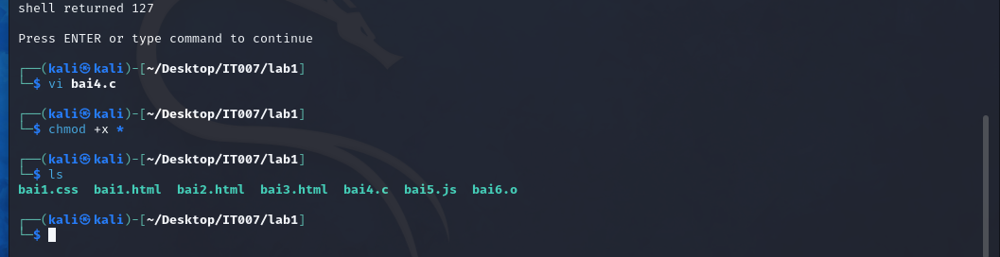 shell returned 127
Press ENTER or type command to continue
┌──(kali㉿kali)-[~/Desktop/IT007/lab1]
└─$ vi bai4.c
┌──(kali㉿kali)-[~/Desktop/IT007/lab1]
└─$ chmod +x *
┌──(kali㉿kali)-[~/Desktop/IT007/lab1]
└─$ ls
bai1.css  bai1.html  bai2.html  bai3.html  bai4.c  bai5.js  bai6.o
┌──(kali㉿kali)-[~/Desktop/IT007/lab1]
└─$